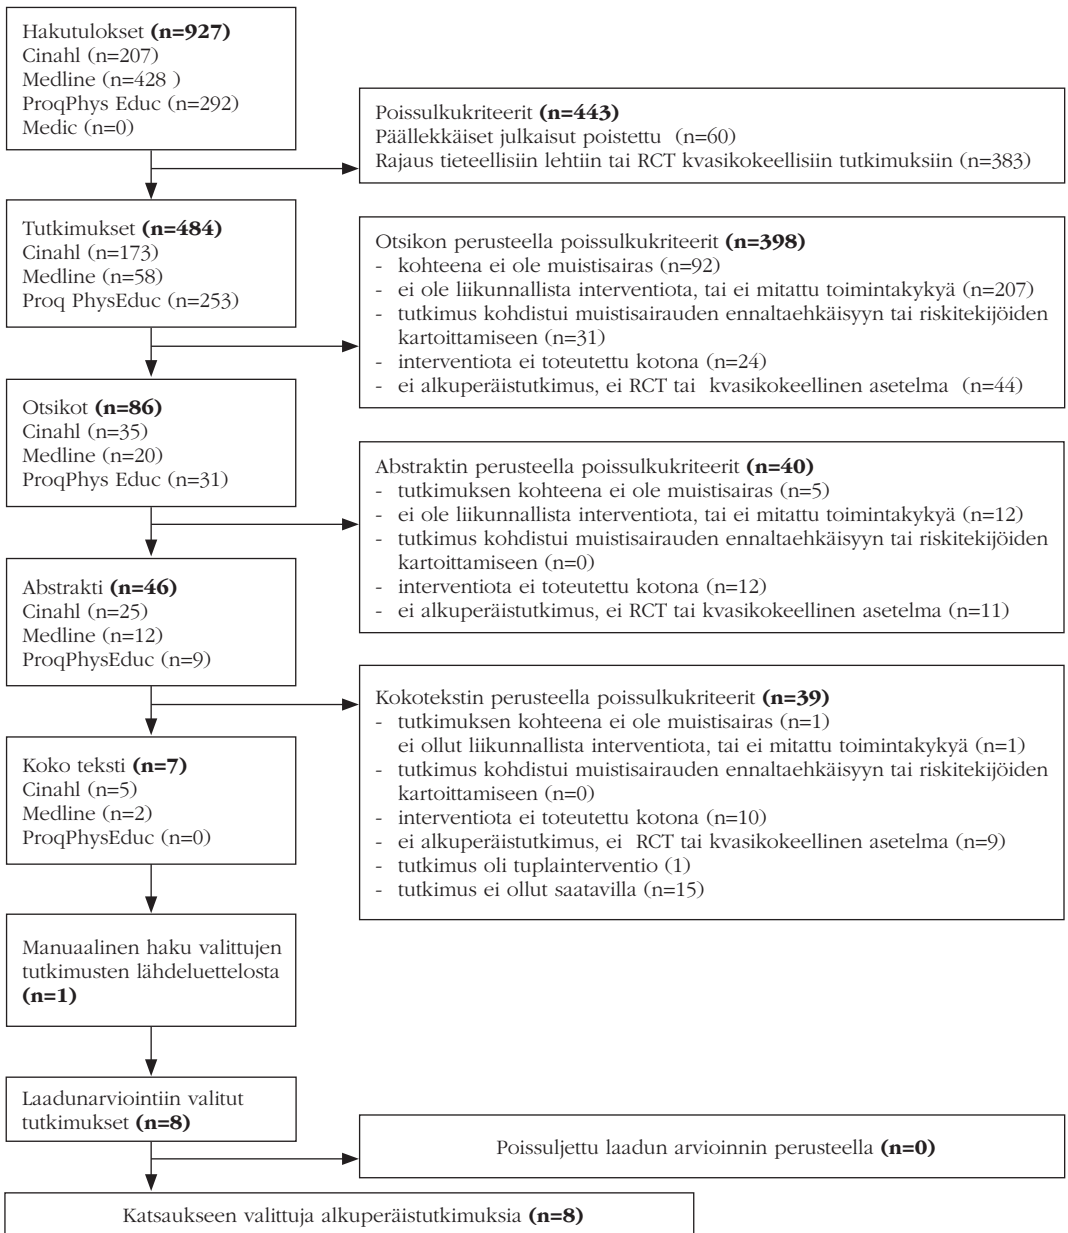 Hakutulokset (n=927)
Cinahl (n=207)
Medline (n=428 )
ProqPhys Educ (n=292)
Medic (n=0)
Poissulkukriteerit (n=443)
Päällekkäiset julkaisut poistettu (n=60)
Rajaus tieteellisiin lehtiin tai RCT kvasikokeellisiin tutkimuksiin (n=383)
Tutkimukset (n=484)
Cinahl (n=173)
Medline (n=58)
Proq PhysEduc (n=253)
Otsikon perusteella poissulkukriteerit (n=398)
- kohteena ei ole muistisairas (n=92)
- ei ole liikunnallista interventiota, tai ei mitattu toimintakykyä (n=207)
- tutkimus kohdistui muistisairauden ennaltaehkäisyyn tai riskitekijöiden
kartoittamiseen (n=31)
- interventiota ei toteutettu kotona (n=24)
- ei alkuperäistutkimus, ei RCT tai kvasikokeellinen asetelma (n=44)
Otsikot (n=86)
Cinahl (n=35)
Medline (n=20)
ProqPhys Educ (n=31)
Abstraktin perusteella poissulkukriteerit (n=40)
- tutkimuksen kohteena ei ole muistisairas (n=5)
- ei ole liikunnallista interventiota, tai ei mitattu toimintakykyä (n=12)
- tutkimus kohdistui muistisairauden ennaltaehkäisyyn tai riskitekijöiden
kartoittamiseen (n=0)
- interventiota ei toteutettu kotona (n=12)
- ei alkuperäistutkimus, ei RCT tai kvasikokeellinen asetelma (n=11)
Abstrakti (n=46)
Cinahl (n=25)
Medline (n=12)
ProqPhysEduc (n=9)
Kokotekstin perusteella poissulkukriteerit (n=39)
- tutkimuksen kohteena ei ole muistisairas (n=1)
ei ollut liikunnallista interventiota, tai ei mitattu toimintakykyä (n=1)
- tutkimus kohdistui muistisairauden ennaltaehkäisyyn tai riskitekijöiden
kartoittamiseen (n=0)
- interventiota ei toteutettu kotona (n=10)
- ei alkuperäistutkimus, ei RCT tai kvasikokeellinen asetelma (n=9)
- tutkimus oli tuplainterventio (1)
- tutkimus ei ollut saatavilla (n=15)
Koko teksti (n=7)
Cinahl (n=5)
Medline (n=2)
ProqPhysEduc (n=0)
Manuaalinen haku valittujen
tutkimusten lähdeluettelosta
(n=1)
Laadunarviointiin valitut
tutkimukset (n=8)
Poissuljettu laadun arvioinnin perusteella (n=0)
Katsaukseen valittuja alkuperäistutkimuksia (n=8)